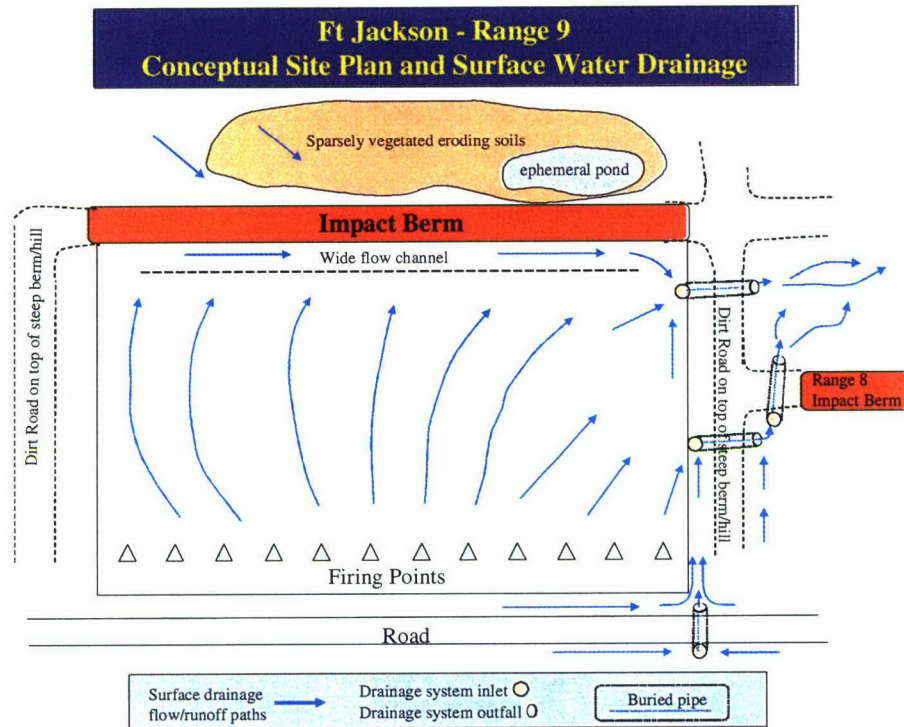 Ft Jackson - Range 9
Conceptual Site Plan and Surface Water Drainage
Sparsely vegetated eroding soils
ephemeral pond
Impact Berm
Wide flow channel
Dirt Road on top of steep berm/hill
Dirt Road on top of steep berm/hill
Range 8
Impact Berm
Firing Points
Road
Surface drainage
flow/runoff paths
Drainage system inlet
Drainage system outfall
Buried pipe